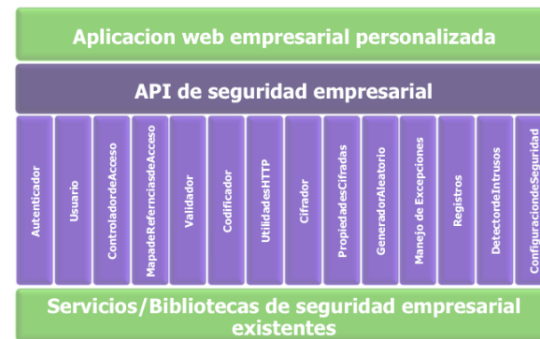 Aplicacion web empresarial personalizada
API de seguridad empresarial
Autenticador
Usuario
ControladordeAcceso
MapadeRefernciasdeAcceso
Validador
Codificador
UtilidadesHTTP
Cifrador
PropiedadesCifradas
GeneradorAleatorio
Manejo de Excepciones
Registros
DetectordeIntrusos
ConfiguraciondeSeguridad
Servicios/Bibliotecas de seguridad empresarial
existentes